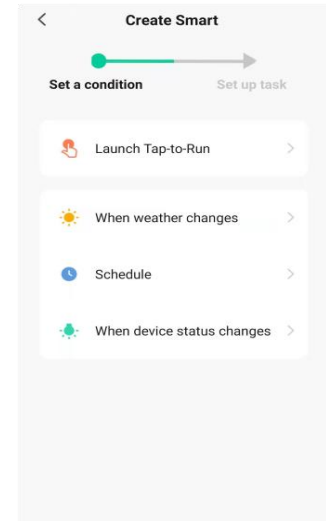 Create Smart
Set a condition Set up task
Launch Tap-to-Run
When weather changes
Schedule
When device status changes